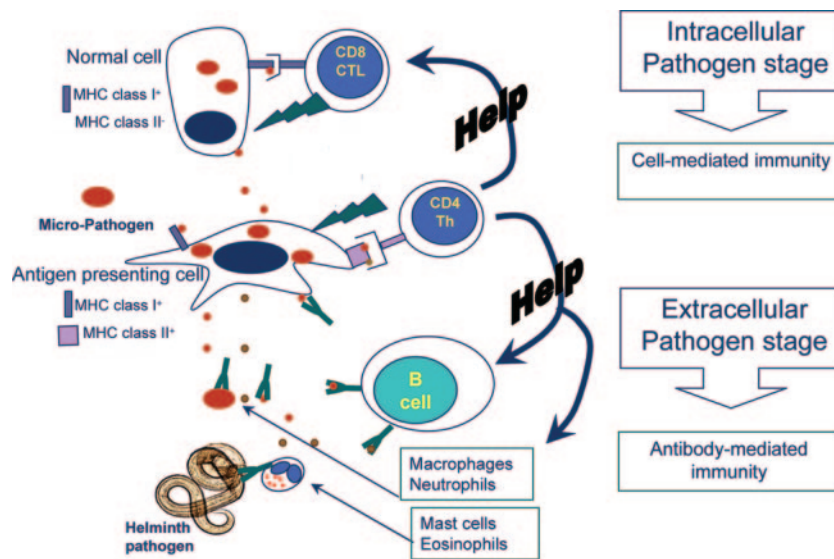 Normal cell
MHC class I⁺
MHC class II⁻
CD8
CTL
Help
Intracellular
Pathogen stage
Cell-mediated immunity
Micro-Pathogen
CD4
Th
Antigen presenting cell
MHC class I⁺
MHC class II⁺
Help
Extracellular
Pathogen stage
B
cell
Antibody-mediated
immunity
Macrophages
Neutrophils
Mast cells
Eosinophils
Helminth
pathogen